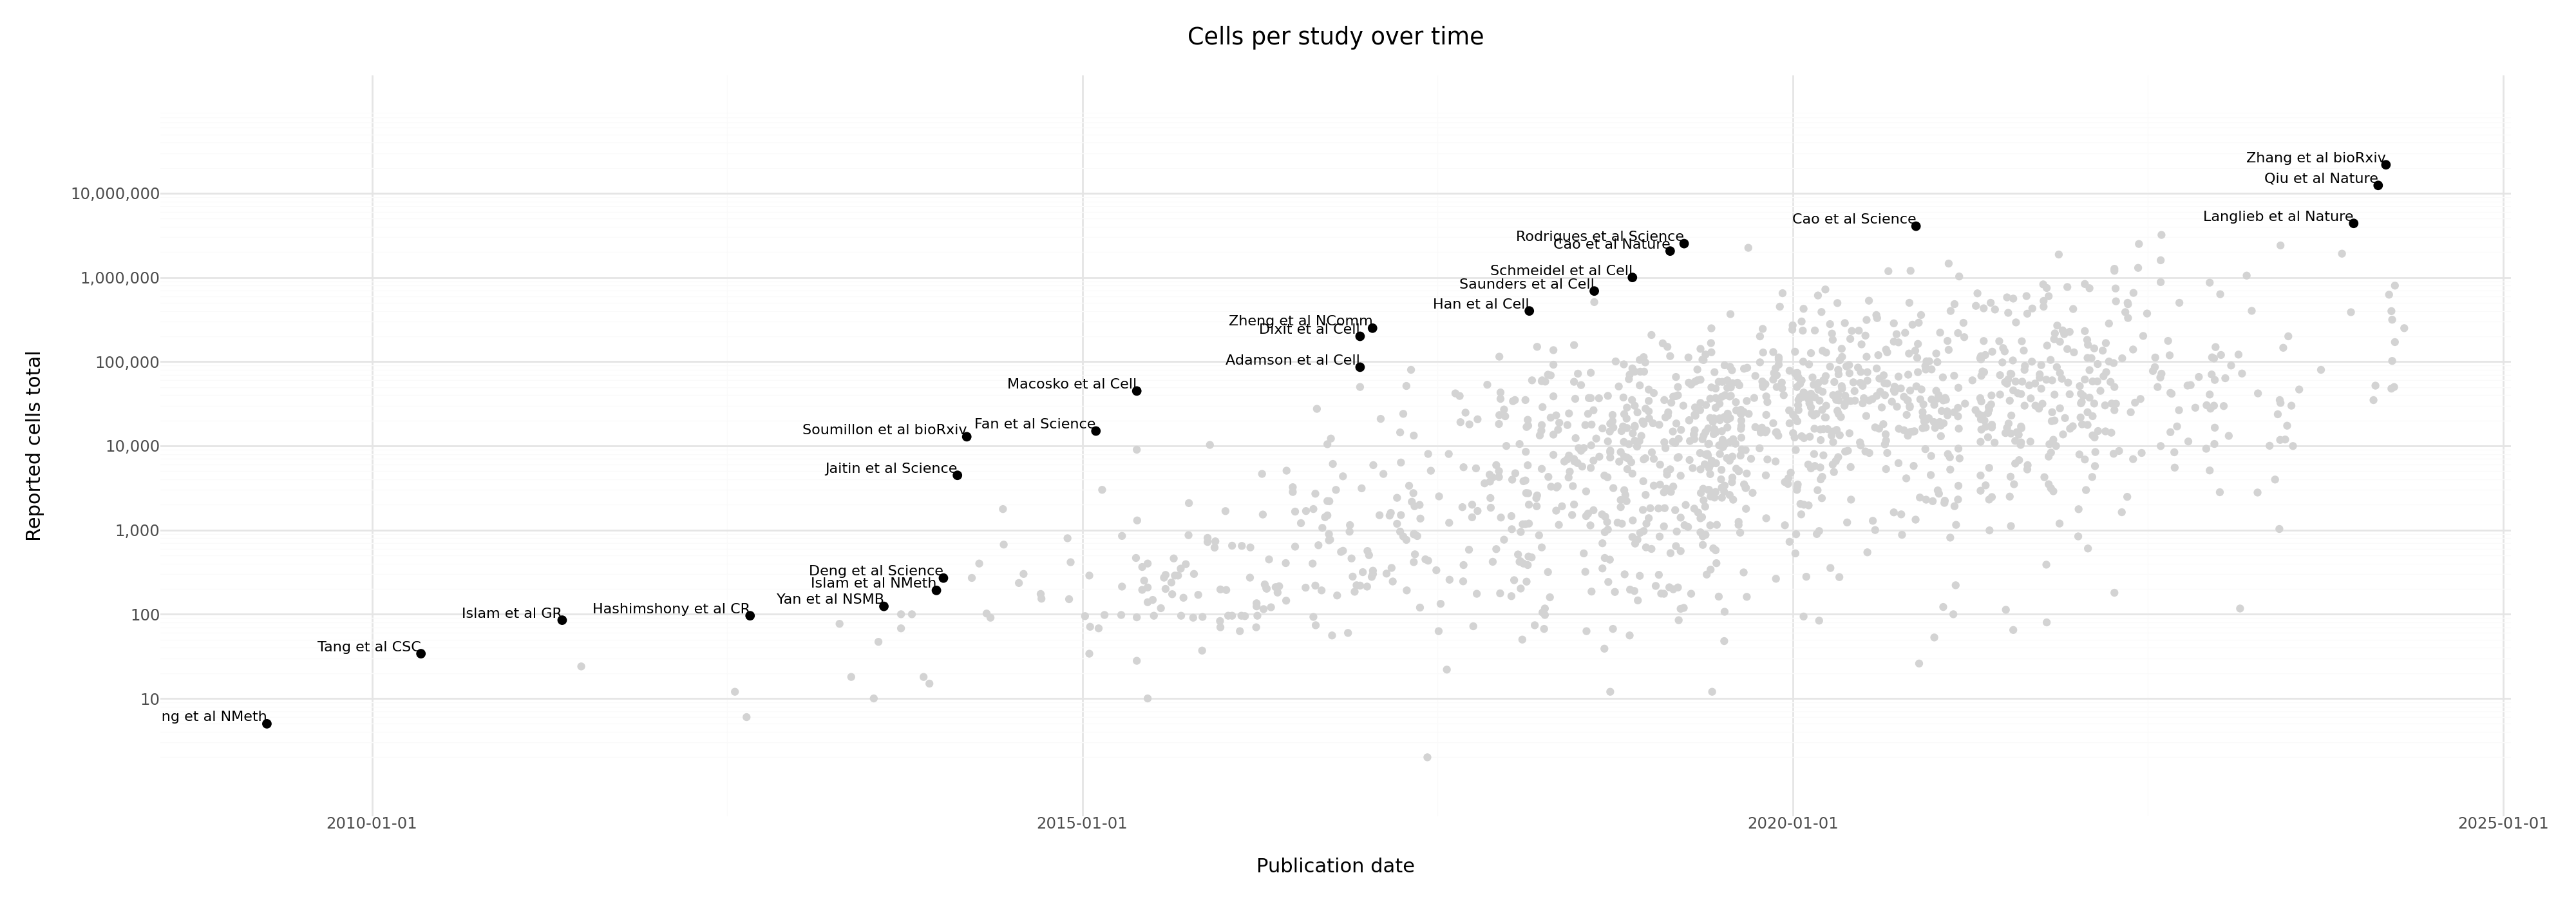 Cells per study over time
Reported cells total
10,000,000
1,000,000
100,000
10,000
1,000
100
10
Zhang et al bioRxiv
Qiu et al Nature
Langlieb et al Nature
Cao et al Science
Rodriques et al Science
Cao et al Nature
Schmeidel et al Cell
Saunders et al Cell
Han et al Cell
Zheng et al NComm
Dixit et al Cell
Adamson et al Cell
Macosko et al Cell
Fan et al Science
Soumillon et al bioRxiv
Jaitin et al Science
Deng et al Science
Islam et al NMeth
Yan et al NSMB
Hashimshony et al CR
Islam et al GR
Tang et al CSC
ng et al NMeth
2010-01-01
2015-01-01
2020-01-01
2025-01-01
Publication date